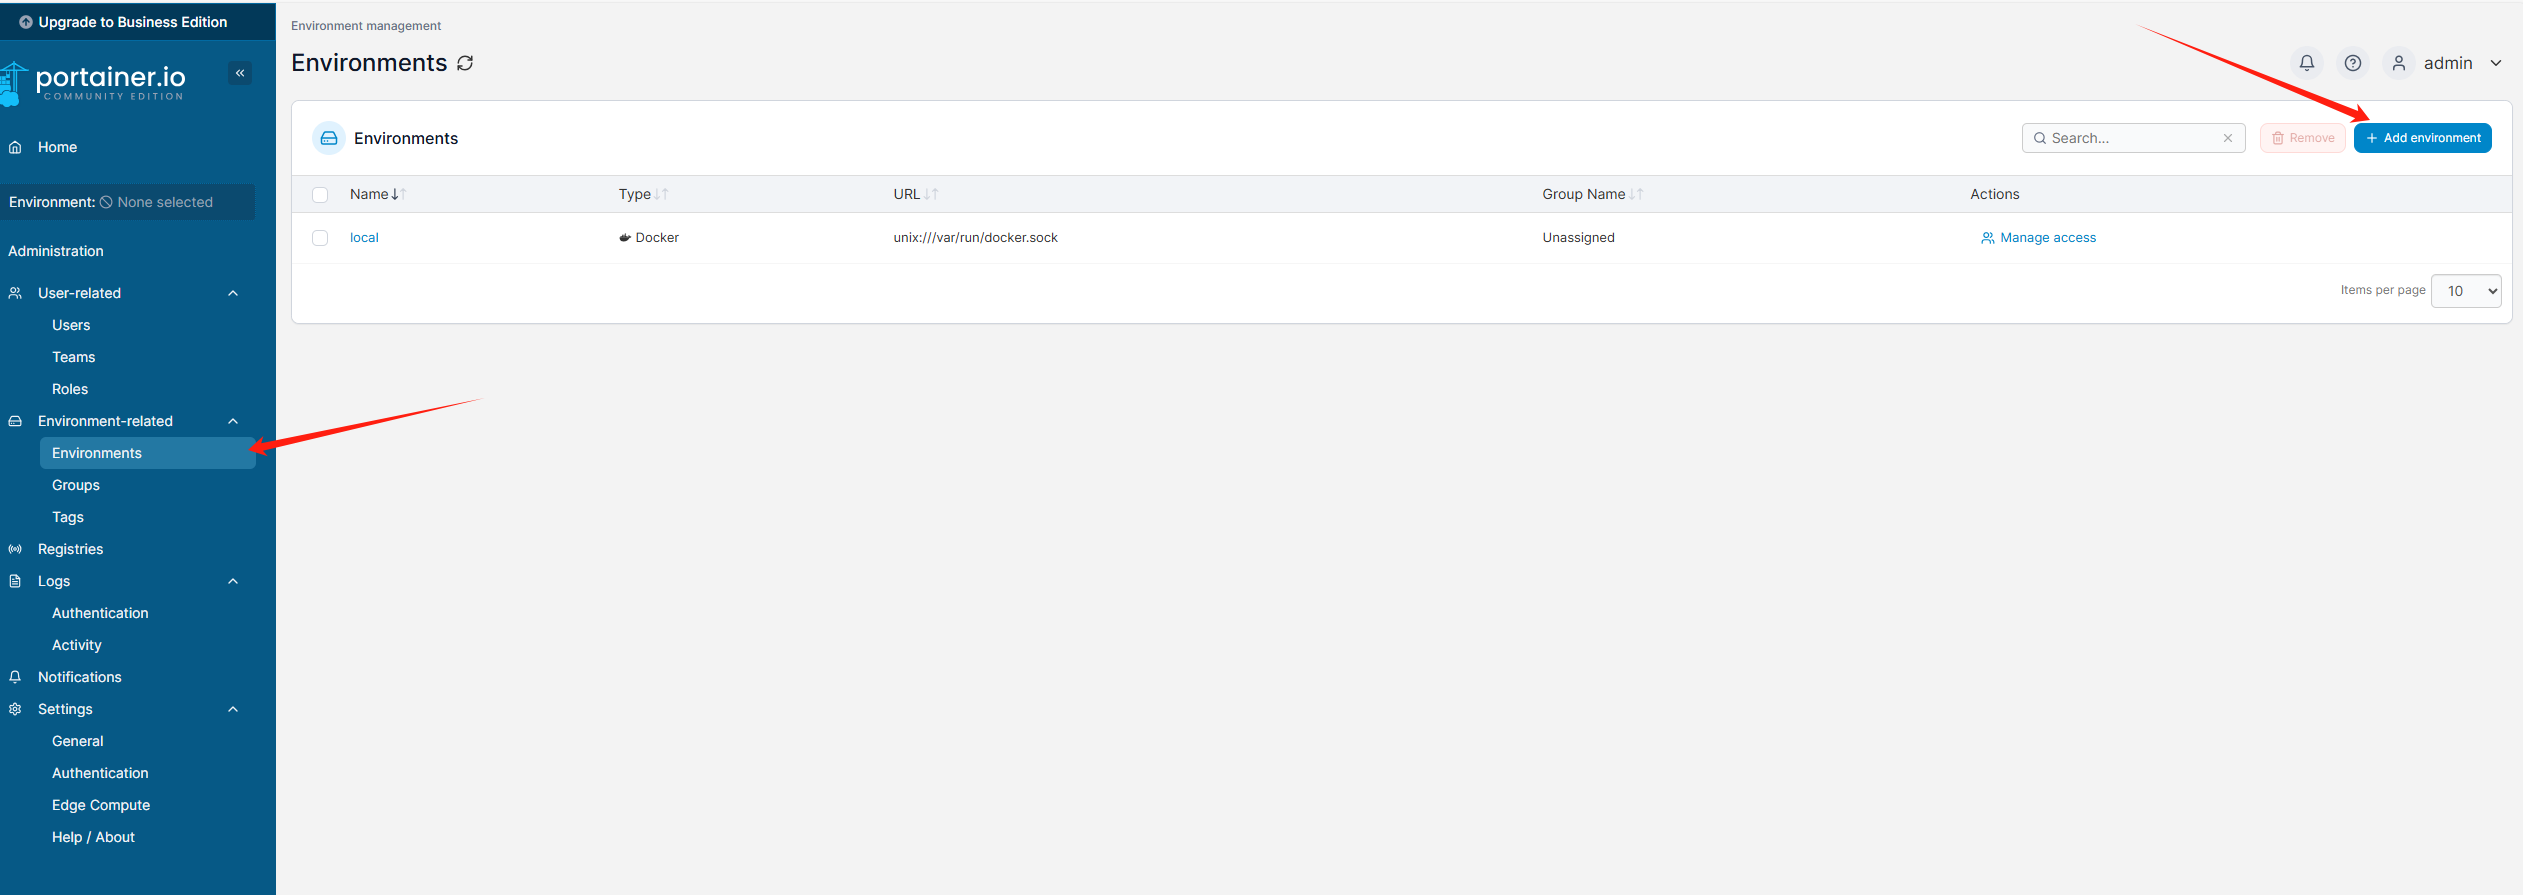 Upgrade to Business Edition
portainer.io
COMMUNITY EDITION
Home
Environment: None selected
Administration
User-related
Users
Teams
Roles
Environment-related
Environments
Groups
Tags
Registries
Logs
Authentication
Activity
Notifications
Settings
General
Authentication
Edge Compute
Help / About
Environment management
Environments
admin
Environments
Search...
Remove
Add environment
Name Type URL Group Name Actions
local Docker unix:///var/run/docker.sock Unassigned Manage access
Items per page 10